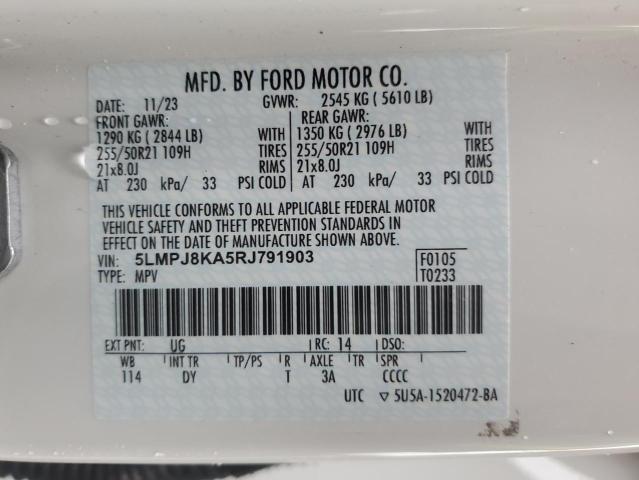 MFD. BY FORD MOTOR CO.
DATE: 11/23 GVWR: 2545 KG ( 5610 LB)
FRONT GAWR: REAR GAWR:
1290 KG ( 2844 LB) WITH 1350 KG ( 2976 LB) WITH
255/50R21 109H TIRES 255/50R21 109H TIRES
21x8.0J RIMS 21x8.0J RIMS
AT 230 kPa/ 33 PSI COLD AT 230 kPa/ 33 PSI COLD
THIS VEHICLE CONFORMS TO ALL APPLICABLE FEDERAL MOTOR
VEHICLE SAFETY AND THEFT PREVENTION STANDARDS IN
EFFECT ON THE DATE OF MANUFACTURE SHOWN ABOVE.
VIN: 5LMPJ8KA5RJ791903 F0105
TYPE: MPV T0233
EXT PNT: UG RC: 14 DSO:
WB INT TR TP/PS R AXLE TR SPR
114 DY T 3A CCCC
UTC ▽ 5U5A-1520472-BA